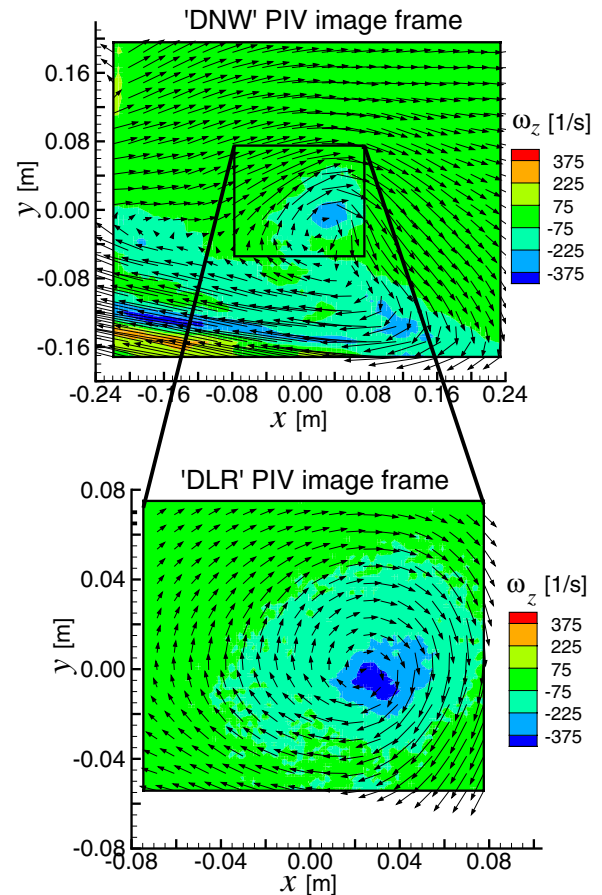 'DNW' PIV image frame
0.16
0.08
0.00
-0.08
-0.16
y [m]
-0.24 -0.16 -0.08 0.00 0.08 0.16 0.24
x [m]
ω_z [1/s]
375
225
75
-75
-225
-375
'DLR' PIV image frame
0.08
0.04
0.00
-0.04
-0.08
y [m]
-0.08 -0.04 0.00 0.04 0.08
x [m]
ω_z [1/s]
375
225
75
-75
-225
-375